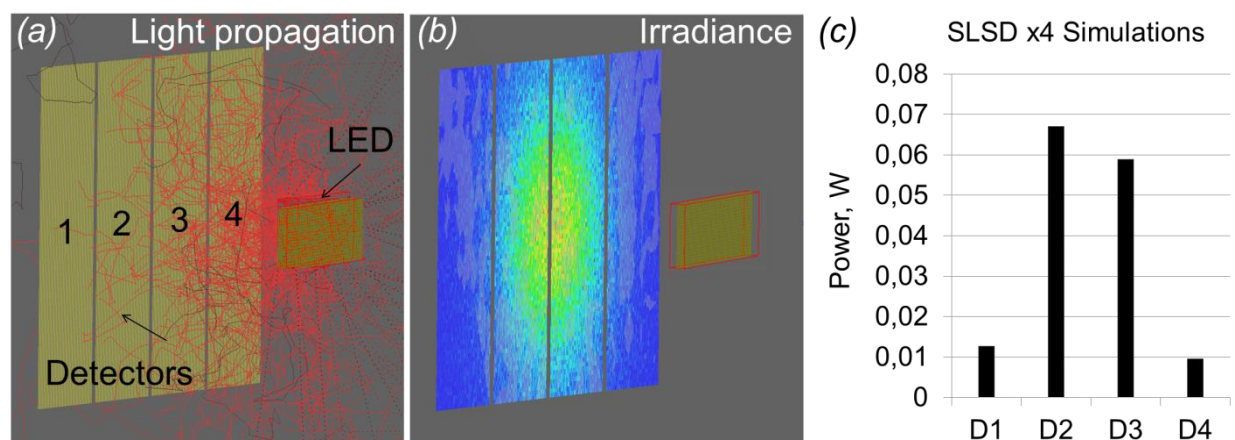 (a) Light propagation
LED
1 2 3 4
Detectors
(b) Irradiance
(c) SLSD x4 Simulations
Power, W
0,08
0,07
0,06
0,05
0,04
0,03
0,02
0,01
0
D1 D2 D3 D4